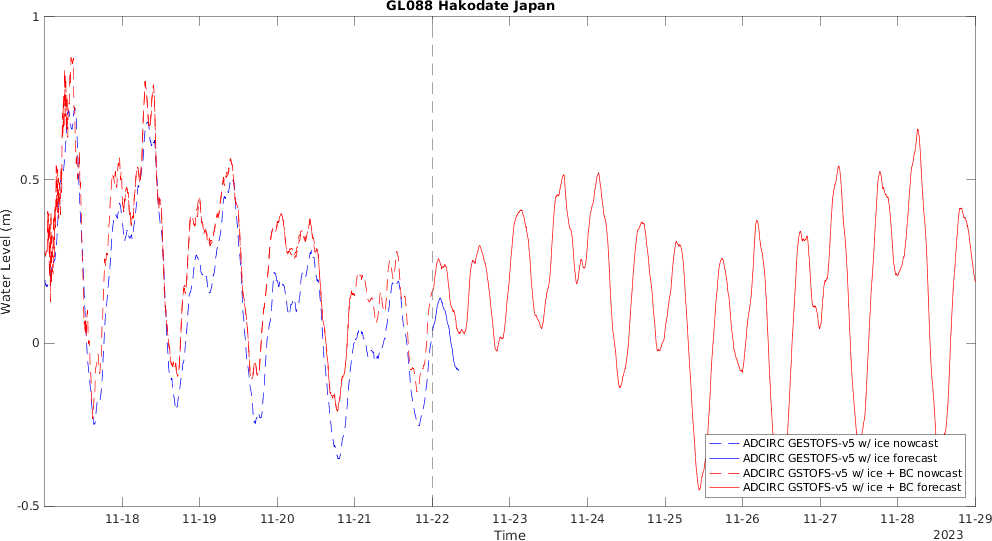 GL088 Hakodate Japan
1
0.5
0
-0.5
Water Level (m)
11-18 11-19 11-20 11-21 11-22 11-23 11-24 11-25 11-26 11-27 11-28 11-29
Time
2023
ADCIRC GESTOFS-v5 w/ ice nowcast
ADCIRC GESTOFS-v5 w/ ice forecast
ADCIRC GSTOFS-v5 w/ ice + BC nowcast
ADCIRC GSTOFS-v5 w/ ice + BC forecast